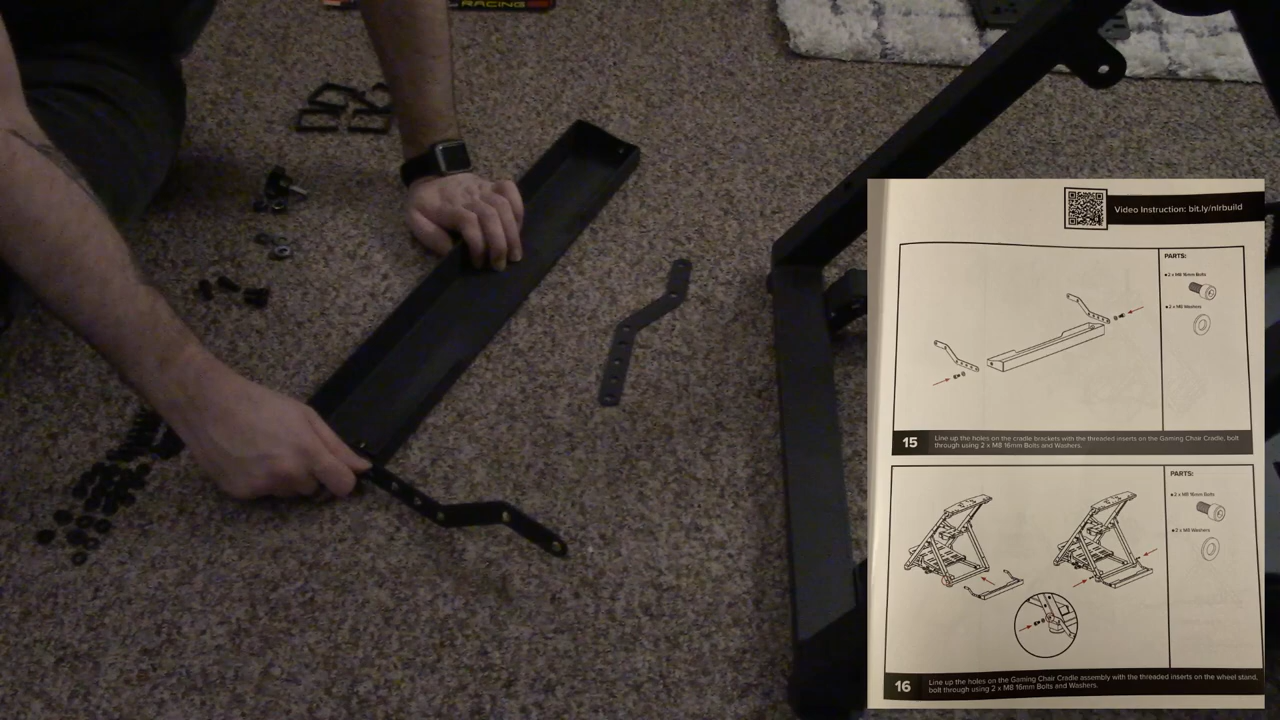 RACING
Video Instruction: bit.ly/nlrbuild
PARTS:
2 x M8 16mm Bolts
2 x M8 Washers
15
Line up the holes on the cradle brackets with the threaded inserts on the Gaming Chair Cradle, bolt
through using 2 x M8 16mm Bolts and Washers.
PARTS:
2 x M8 16mm Bolts
2 x M8 Washers
16
Line up the holes on the Gaming Chair Cradle assembly with the threaded inserts on the wheel stand,
bolt through using 2 x M8 16mm Bolts and Washers.